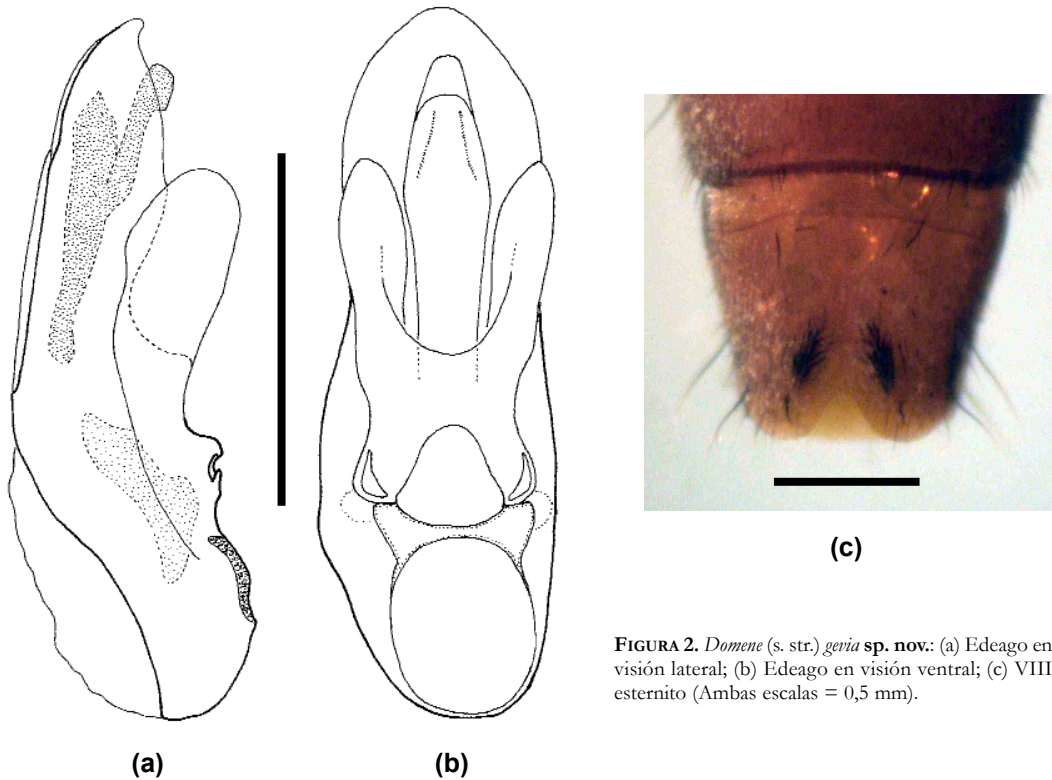 (a)
(b)
(c)
FIGURA 2. Domene (s. str.) gevia sp. nov.: (a) Edeago en
visión lateral; (b) Edeago en visión ventral; (c) VIII
esternito (Ambas escalas = 0,5 mm).